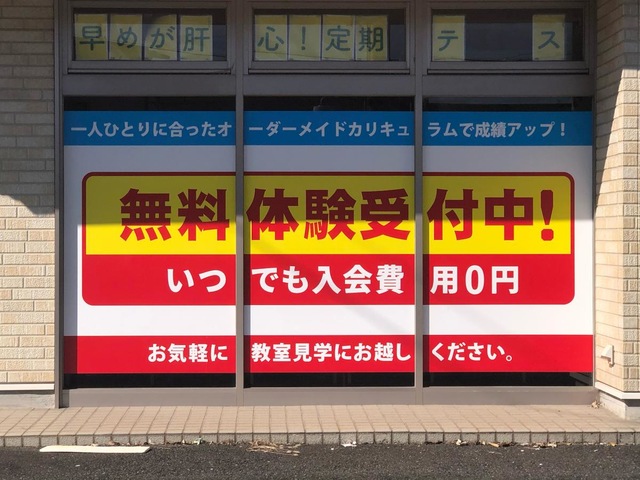 早めが肝心！定期テス
一人ひとりに合ったオーダーメイドカリキュラムで成績アップ！
無料体験受付中!
いつでも入会費用0円
お気軽に教室見学にお越しください。